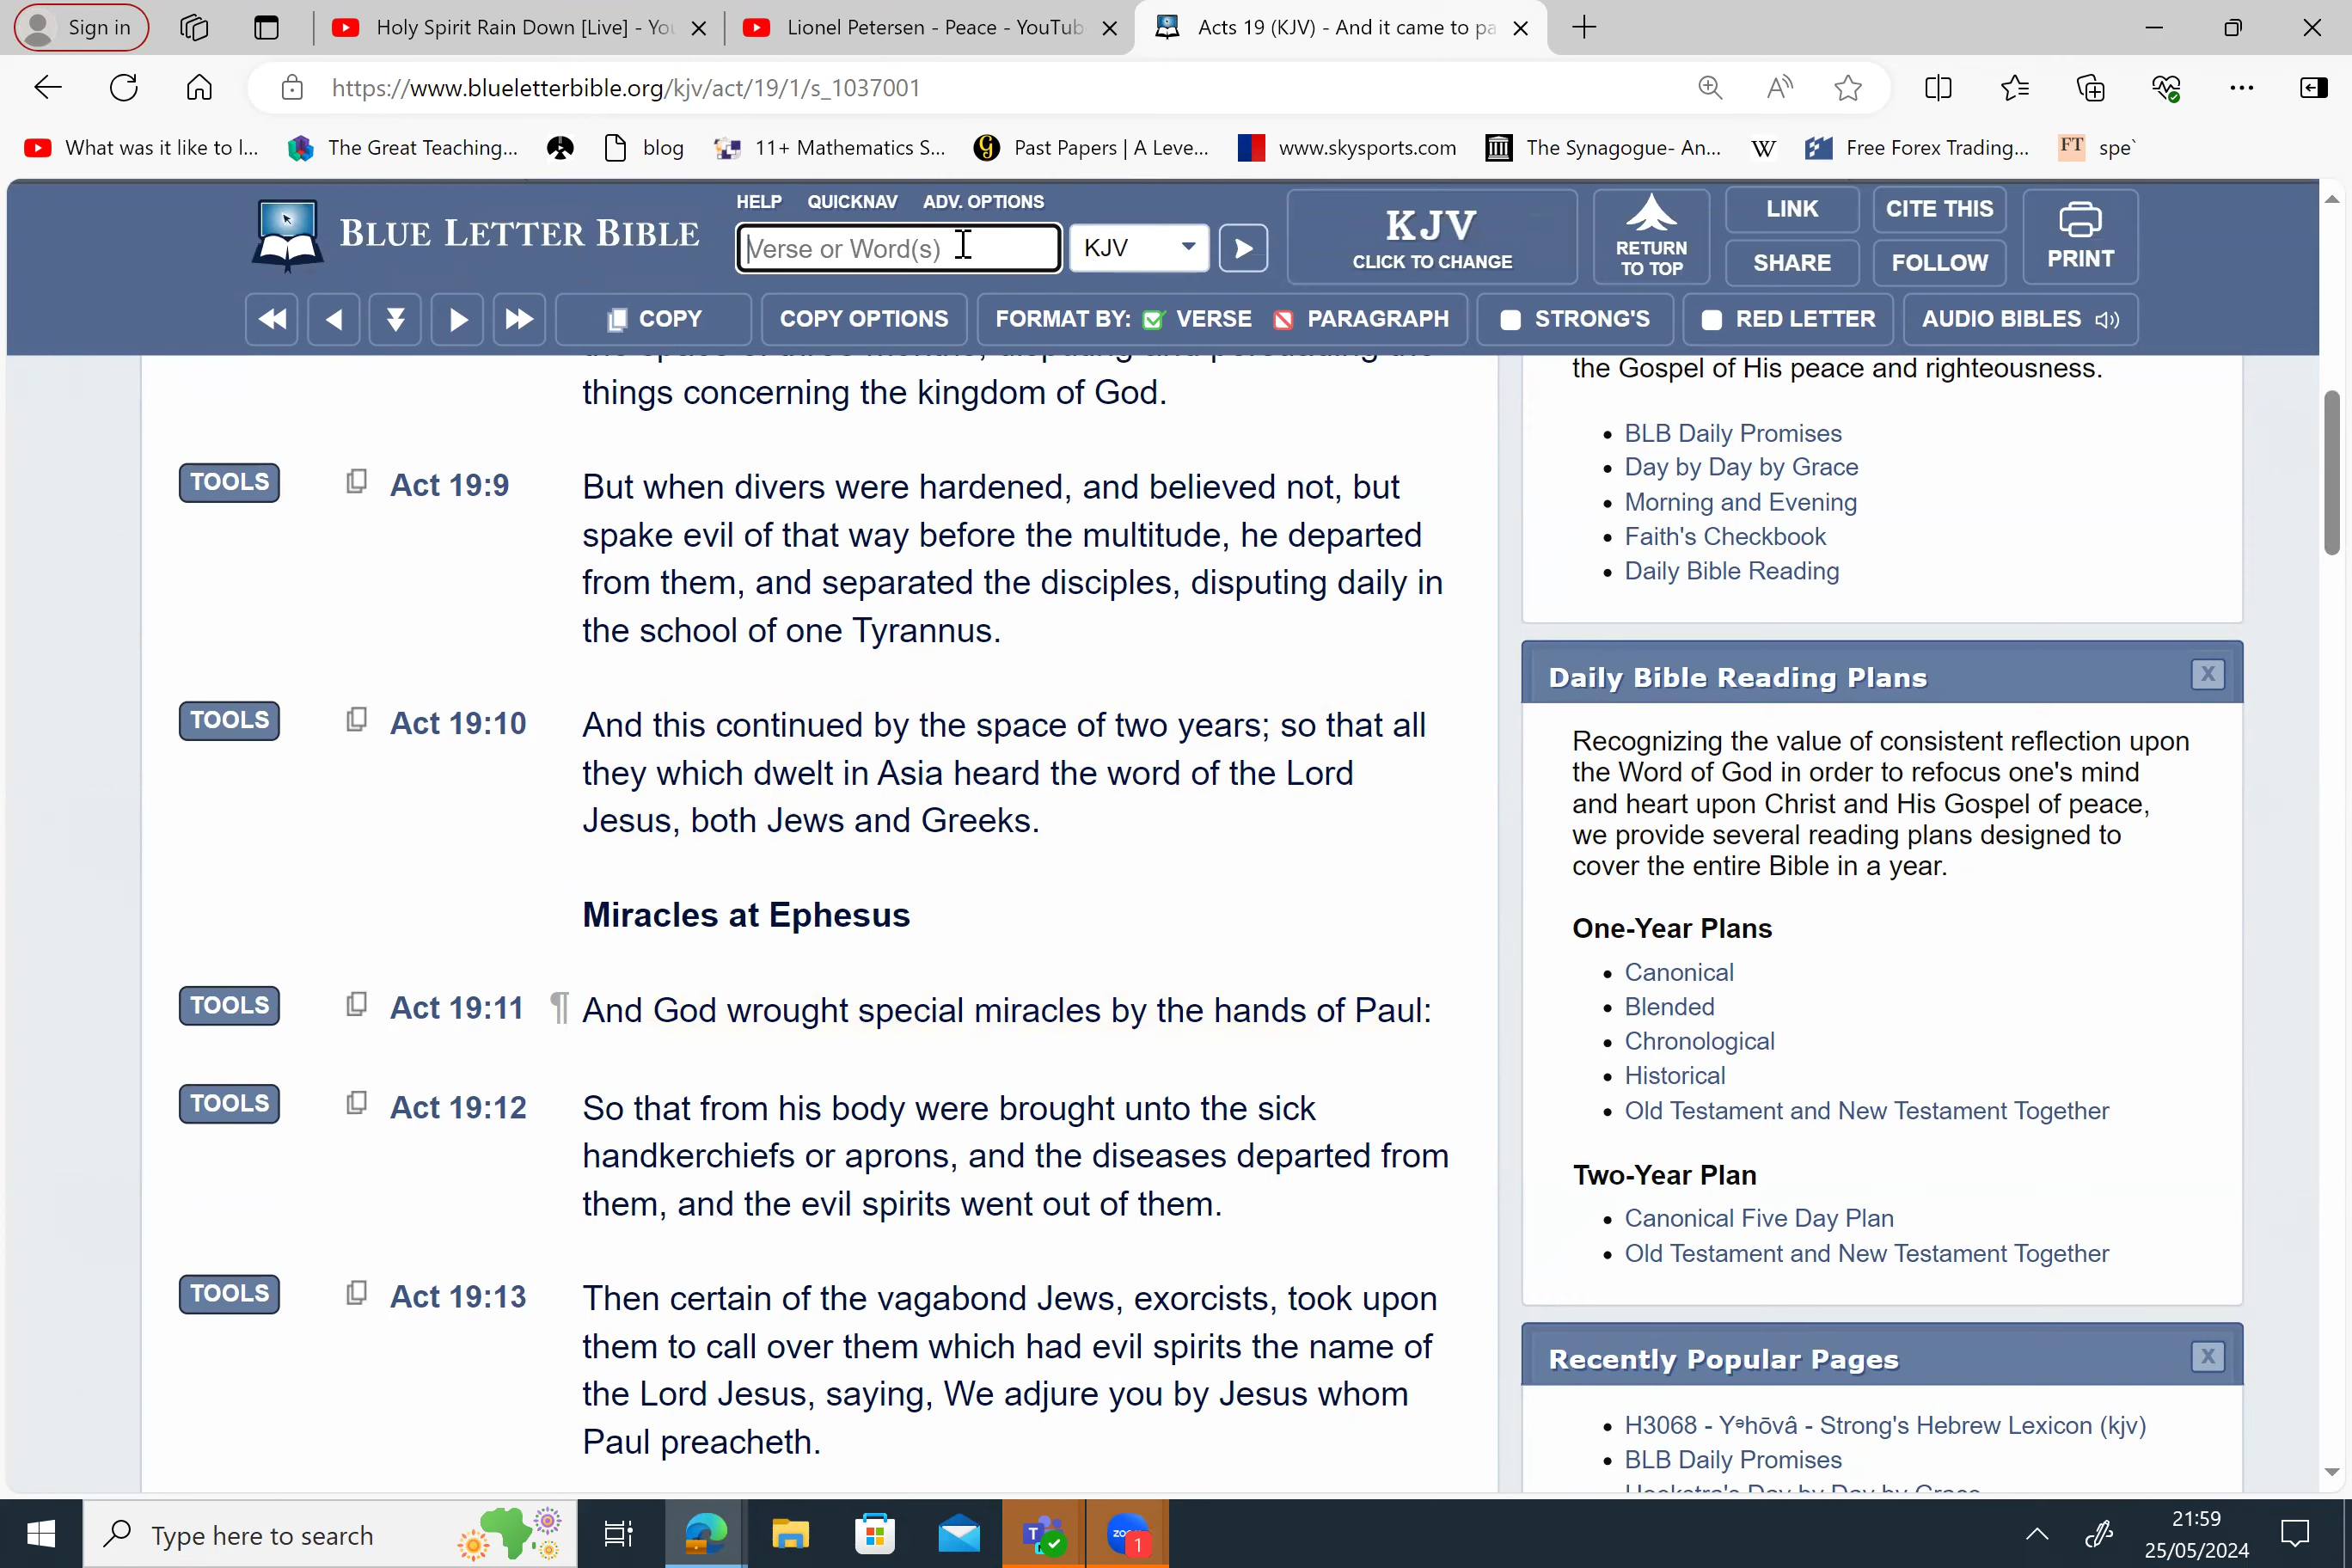 Sign in
Holy Spirit Rain Down [Live] - You
Lionel Petersen - Peace - YouTub
Acts 19 (KJV) - And it came to pa
https://www.blueletterbible.org/kjv/act/19/1/s_1037001
What was it like to l...
The Great Teaching...
blog
11+ Mathematics S...
Past Papers | A Leve...
www.skysports.com
The Synagogue- An...
W
Free Forex Trading...
FT spe`
BLUE LETTER BIBLE
HELP QUICKNAV ADV. OPTIONS
Verse or Word(s)
KJV
KJV
CLICK TO CHANGE
RETURN
TO TOP
LINK
CITE THIS
SHARE
FOLLOW
PRINT
COPY
COPY OPTIONS
FORMAT BY: VERSE PARAGRAPH
STRONG'S
RED LETTER
AUDIO BIBLES
things concerning the kingdom of God.
TOOLS Act 19:9 But when divers were hardened, and believed not, but
spake evil of that way before the multitude, he departed
from them, and separated the disciples, disputing daily in
the school of one Tyrannus.
TOOLS Act 19:10 And this continued by the space of two years; so that all
they which dwelt in Asia heard the word of the Lord
Jesus, both Jews and Greeks.
Miracles at Ephesus
TOOLS Act 19:11 ¶ And God wrought special miracles by the hands of Paul:
TOOLS Act 19:12 So that from his body were brought unto the sick
handkerchiefs or aprons, and the diseases departed from
them, and the evil spirits went out of them.
TOOLS Act 19:13 Then certain of the vagabond Jews, exorcists, took upon
them to call over them which had evil spirits the name of
the Lord Jesus, saying, We adjure you by Jesus whom
Paul preacheth.
the Gospel of His peace and righteousness.
BLB Daily Promises
Day by Day by Grace
Morning and Evening
Faith's Checkbook
Daily Bible Reading
Daily Bible Reading Plans
X
Recognizing the value of consistent reflection upon
the Word of God in order to refocus one's mind
and heart upon Christ and His Gospel of peace,
we provide several reading plans designed to
cover the entire Bible in a year.
One-Year Plans
Canonical
Blended
Chronological
Historical
Old Testament and New Testament Together
Two-Year Plan
Canonical Five Day Plan
Old Testament and New Testament Together
Recently Popular Pages
X
H3068 - Yᵊhōvâ - Strong's Hebrew Lexicon (kjv)
BLB Daily Promises
Type here to search
zoom
1
21:59
25/05/2024